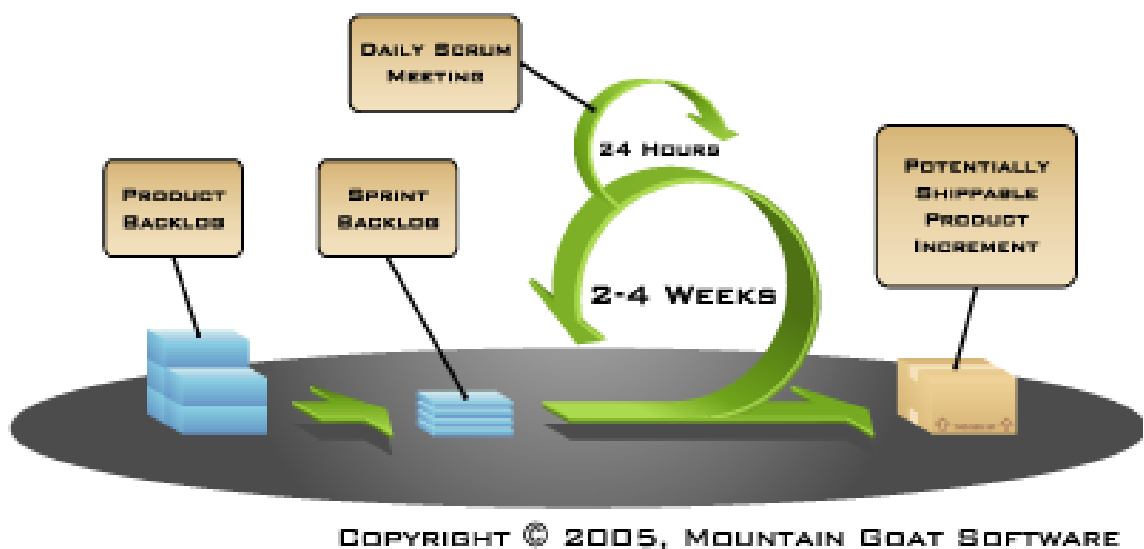 DAILY SCRUM
MEETING
24 HOURS
PRODUCT
BACKLOG
SPRINT
BACKLOG
POTENTIALLY
SHIPPABLE
PRODUCT
INCREMENT
2-4 WEEKS
COPYRIGHT © 2005, MOUNTAIN GOAT SOFTWARE